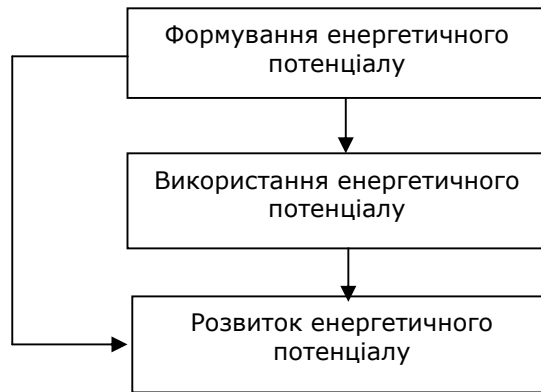 Формування енергетичного
потенціалу
Використання енергетичного
потенціалу
Розвиток енергетичного
потенціалу